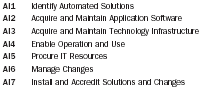 AI1 Identify Automated Solutions
AI2 Acquire and Maintain Application Software
AI3 Acquire and Maintain Technology Infrastructure
AI4 Enable Operation and Use
AI5 Procure IT Resources
AI6 Manage Changes
AI7 Install and Accredit Solutions and Changes